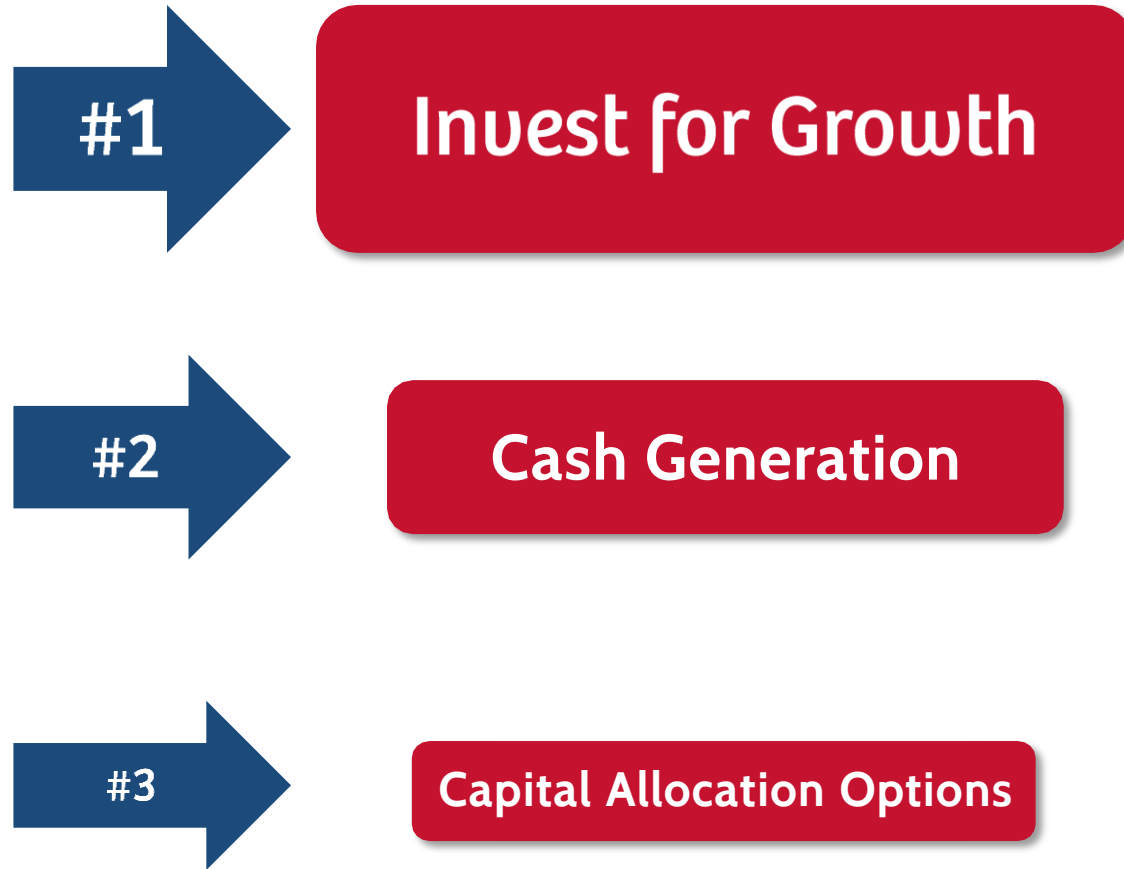 #1
Invest for Growth
#2
Cash Generation
#3
Capital Allocation Options